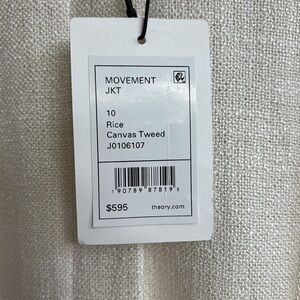 MOVEMENT
JKT
10
Rice
Canvas Tweed
J0106107
190789878195
$595
theory.com